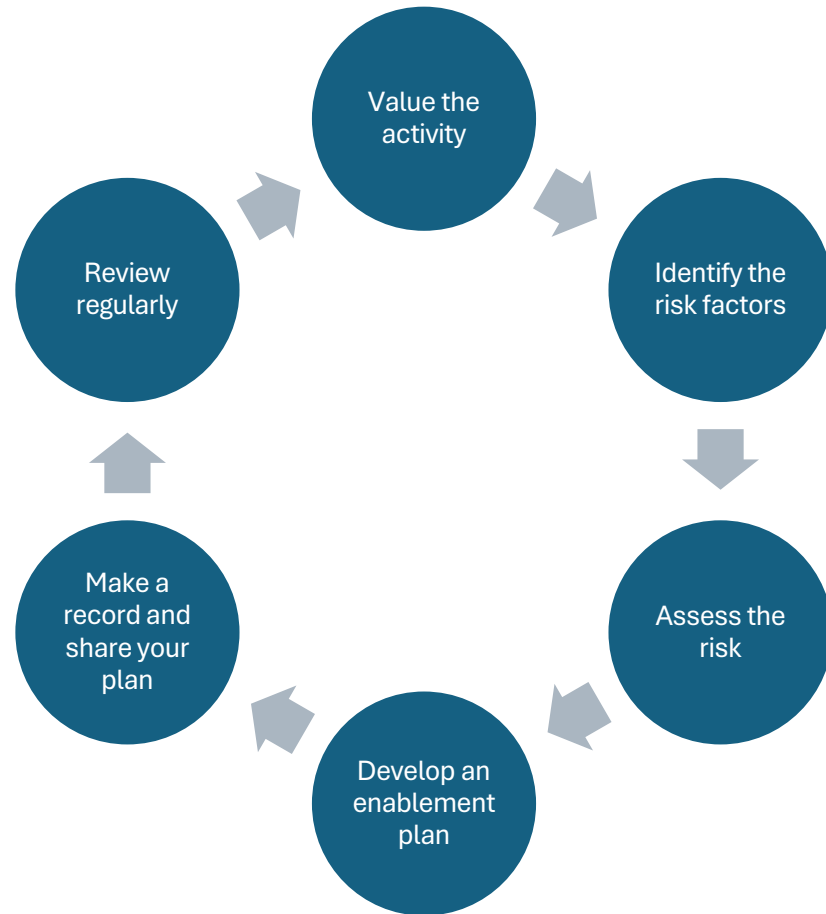 Value the
activity
Identify the
risk factors
Assess the
risk
Develop an
enablement
plan
Make a
record and
share your
plan
Review
regularly